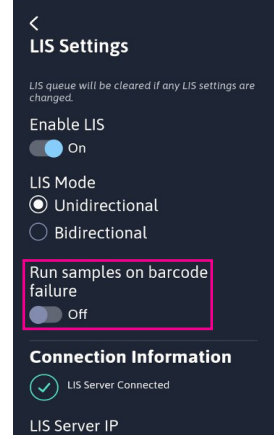 LIS Settings
LIS queue will be cleared if any LIS settings are
changed.
Enable LIS
On
LIS Mode
Unidirectional
Bidirectional
Run samples on barcode
failure
Off
Connection Information
LIS Server Connected
LIS Server IP